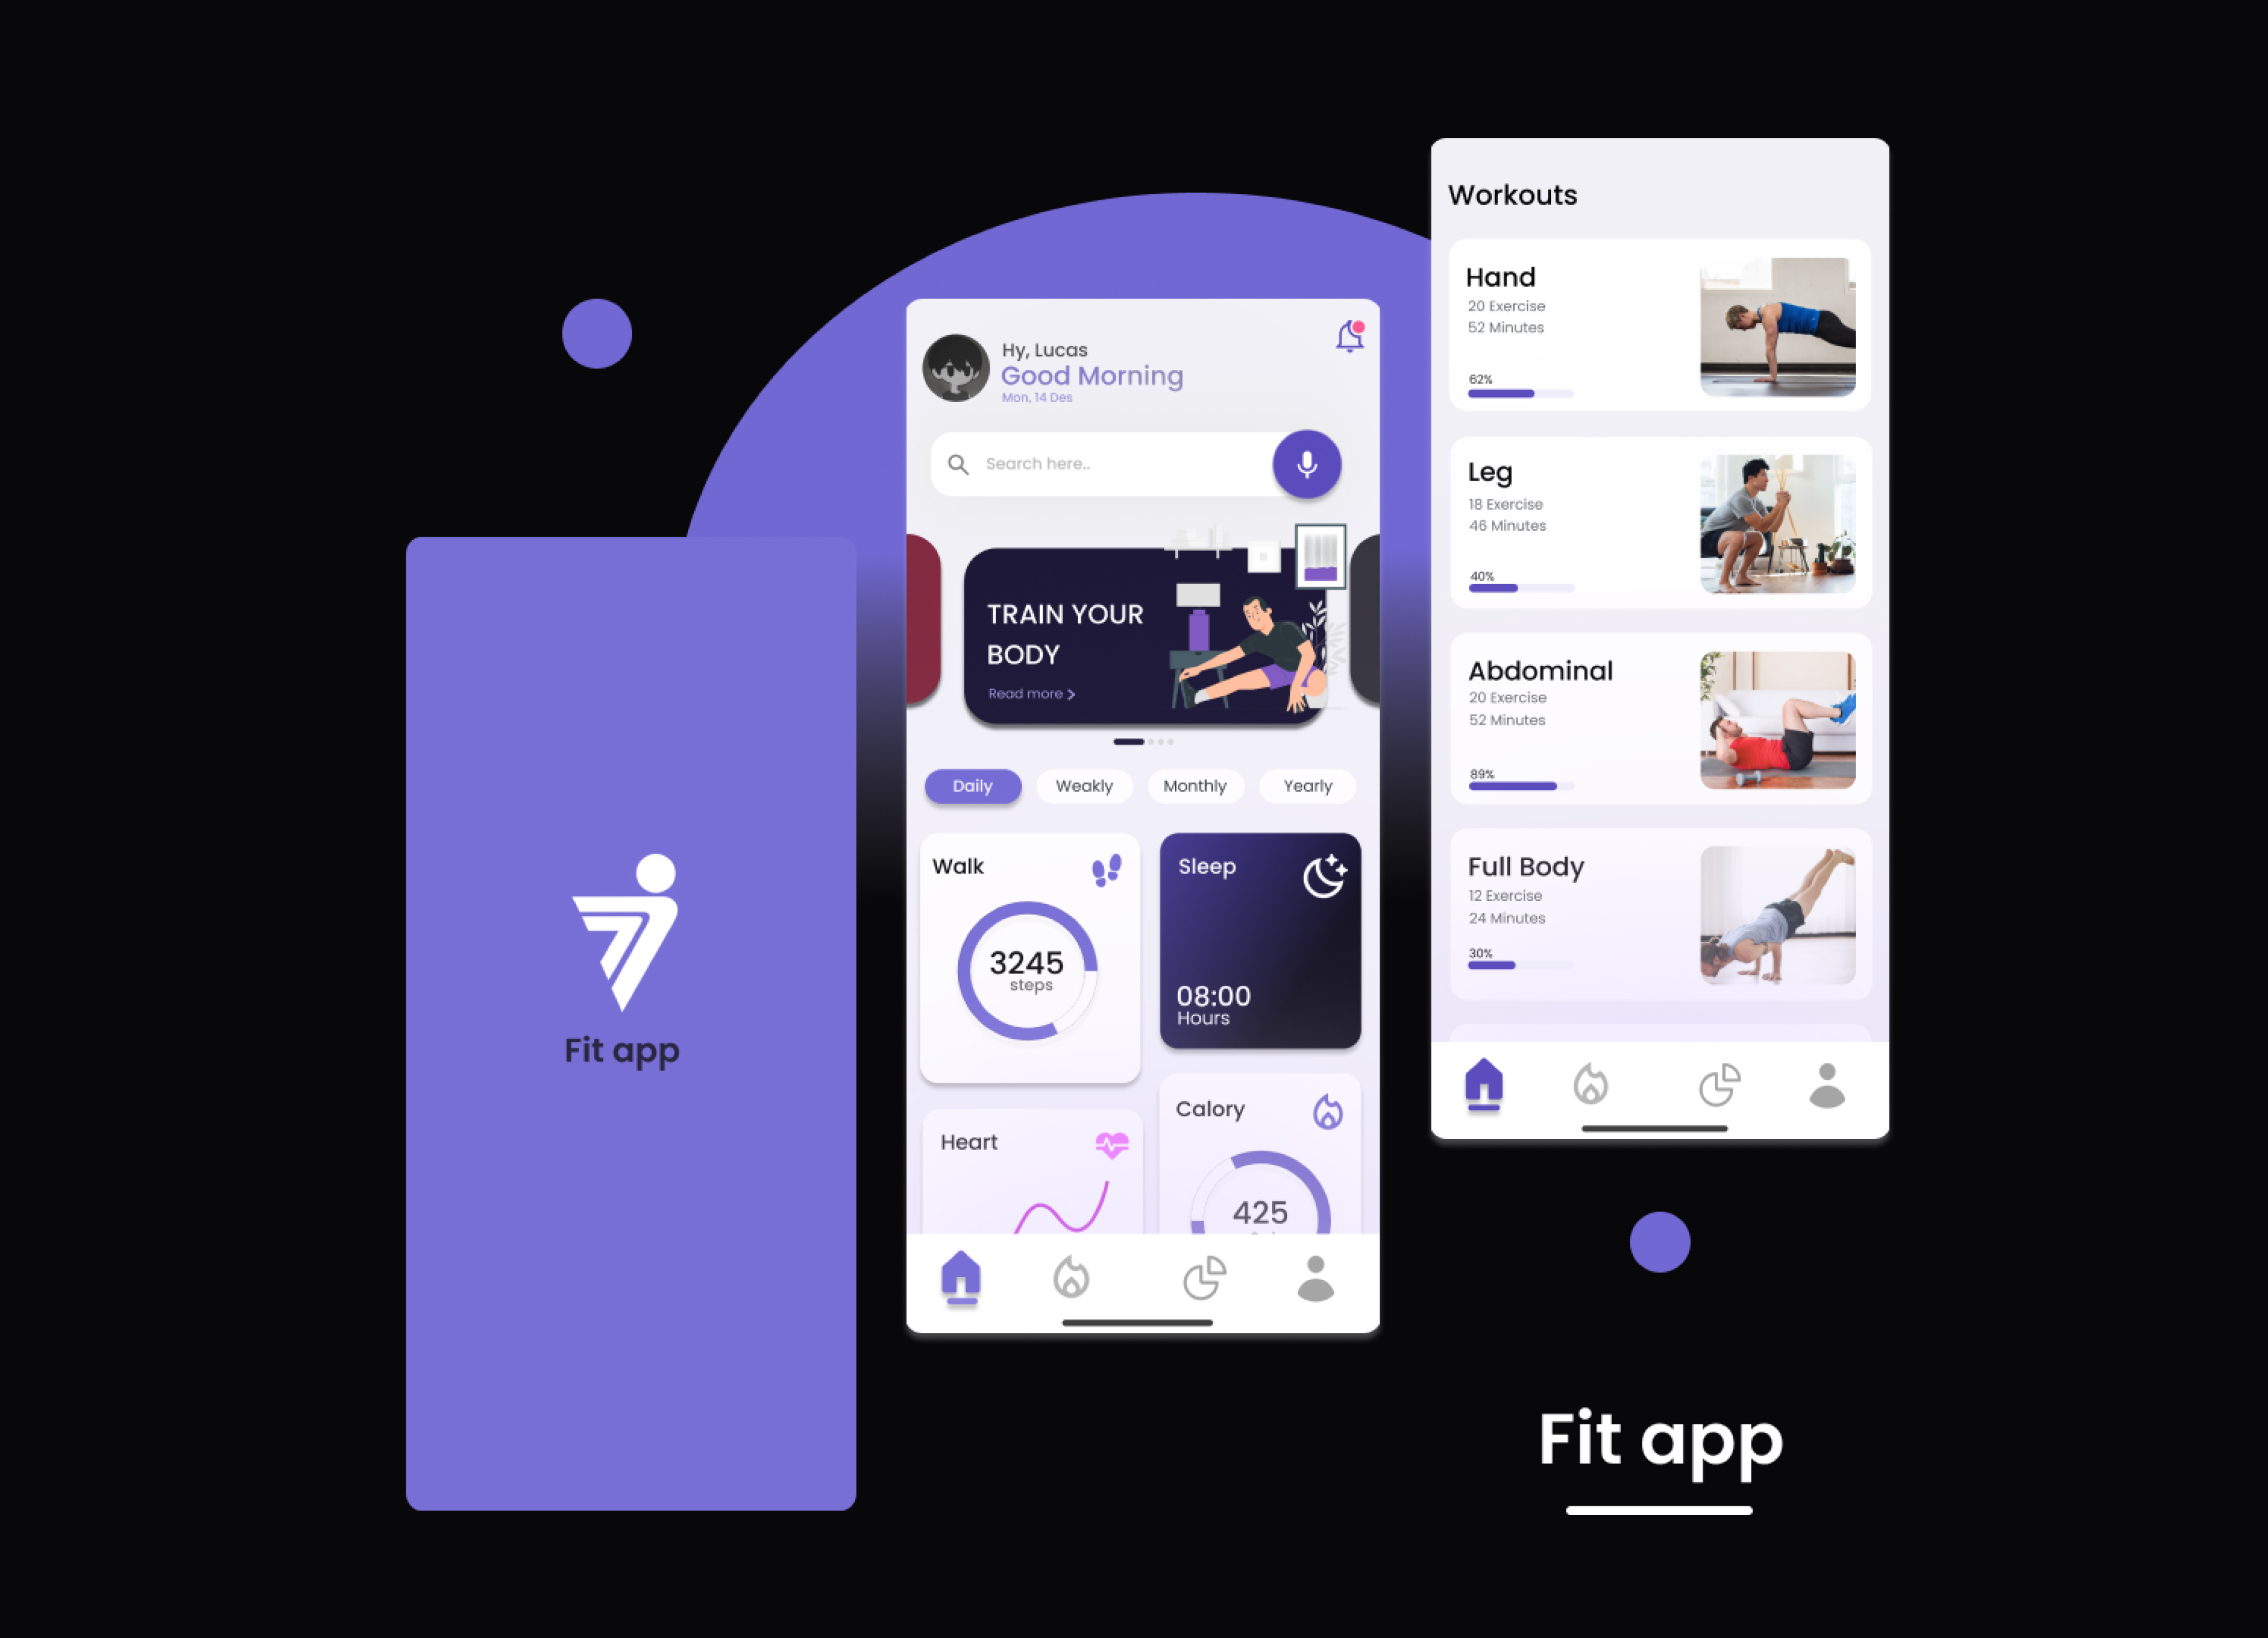 Fit app
Hy, Lucas
Good Morning
Mon, 14 Des
Search here..
TRAIN YOUR
BODY
Read more
Daily
Weakly
Monthly
Yearly
Walk
3245
steps
Sleep
08:00
Hours
Heart
Calory
425
Workouts
Hand
20 Exercise
52 Minutes
62%
Leg
18 Exercise
46 Minutes
40%
Abdominal
20 Exercise
52 Minutes
89%
Full Body
12 Exercise
24 Minutes
30%
Fit app